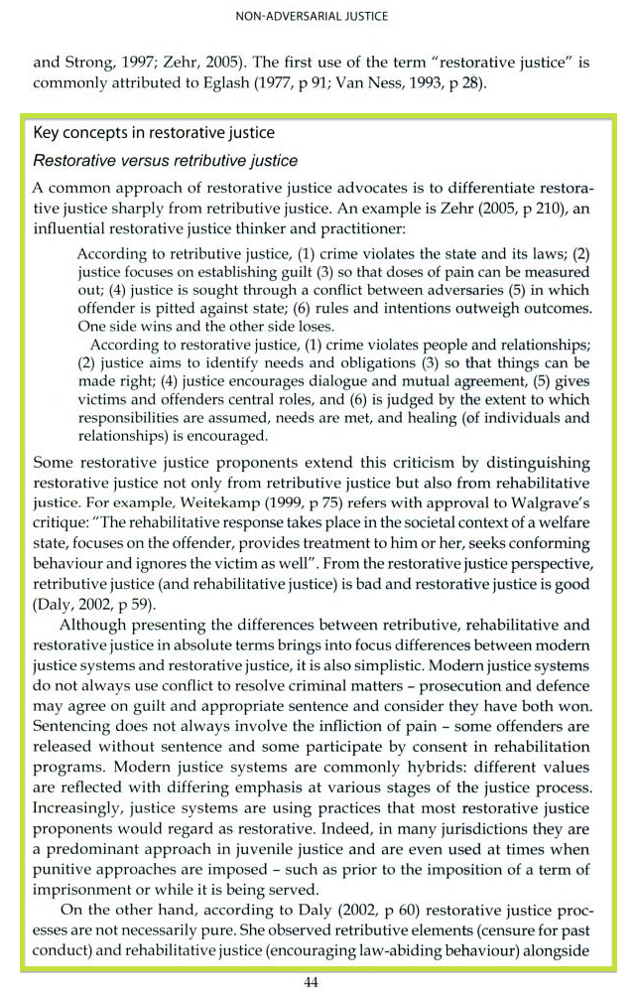 NON-ADVERSARIAL JUSTICE
and Strong, 1997; Zehr, 2005). The first use of the term “restorative justice” is
commonly attributed to Eglash (1977, p 91; Van Ness, 1993, p 28).
Key concepts in restorative justice
Restorative versus retributive justice
A common approach of restorative justice advocates is to differentiate restora-
tive justice sharply from retributive justice. An example is Zehr (2005, p 210), an
influential restorative justice thinker and practitioner:
According to retributive justice, (1) crime violates the state and its laws; (2)
justice focuses on establishing guilt (3) so that doses of pain can be measured
out; (4) justice is sought through a conflict between adversaries (5) in which
offender is pitted against state; (6) rules and intentions outweigh outcomes.
One side wins and the other side loses.
According to restorative justice, (1) crime violates people and relationships;
(2) justice aims to identify needs and obligations (3) so that things can be
made right; (4) justice encourages dialogue and mutual agreement, (5) gives
victims and offenders central roles, and (6) is judged by the extent to which
responsibilities are assumed, needs are met, and healing (of individuals and
relationships) is encouraged.
Some restorative justice proponents extend this criticism by distinguishing
restorative justice not only from retributive justice but also from rehabilitative
justice. For example, Weitekamp (1999, p 75) refers with approval to Walgrave’s
critique: “The rehabilitative response takes place in the societal context of a welfare
state, focuses on the offender, provides treatment to him or her, seeks conforming
behaviour and ignores the victim as well”. From the restorative justice perspective,
retributive justice (and rehabilitative justice) is bad and restorative justice is good
(Daly, 2002, p 59).
Although presenting the differences between retributive, rehabilitative and
restorative justice in absolute terms brings into focus differences between modern
justice systems and restorative justice, it is also simplistic. Modern justice systems
do not always use conflict to resolve criminal matters – prosecution and defence
may agree on guilt and appropriate sentence and consider they have both won.
Sentencing does not always involve the infliction of pain – some offenders are
released without sentence and some participate by consent in rehabilitation
programs. Modern justice systems are commonly hybrids: different values
are reflected with differing emphasis at various stages of the justice process.
Increasingly, justice systems are using practices that most restorative justice
proponents would regard as restorative. Indeed, in many jurisdictions they are
a predominant approach in juvenile justice and are even used at times when
punitive approaches are imposed – such as prior to the imposition of a term of
imprisonment or while it is being served.
On the other hand, according to Daly (2002, p 60) restorative justice proc-
esses are not necessarily pure. She observed retributive elements (censure for past
conduct) and rehabilitative justice (encouraging law-abiding behaviour) alongside
44